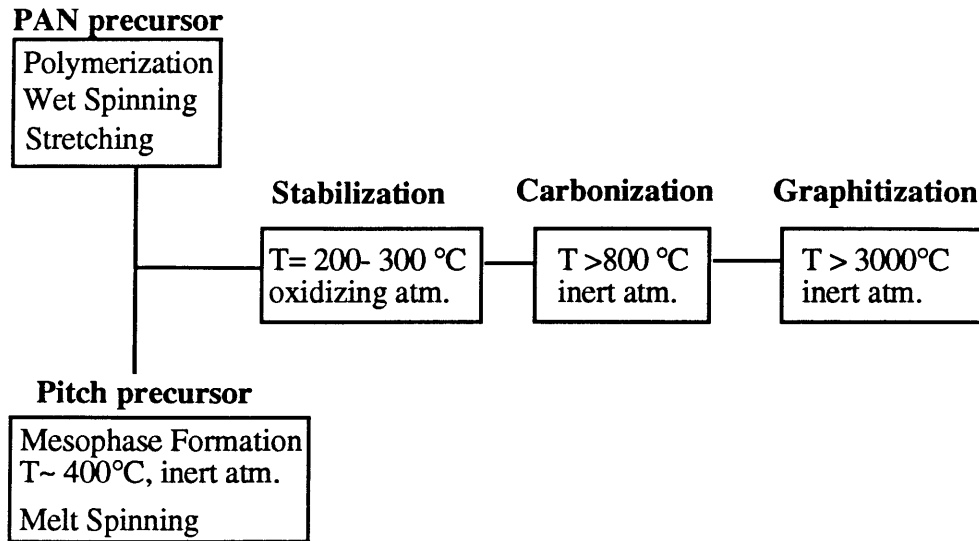 PAN precursor
Polymerization
Wet Spinning
Stretching
Stabilization
T= 200- 300 °C
oxidizing atm.
Carbonization
T >800 °C
inert atm.
Graphitization
T > 3000°C
inert atm.
Pitch precursor
Mesophase Formation
T~ 400°C, inert atm.
Melt Spinning